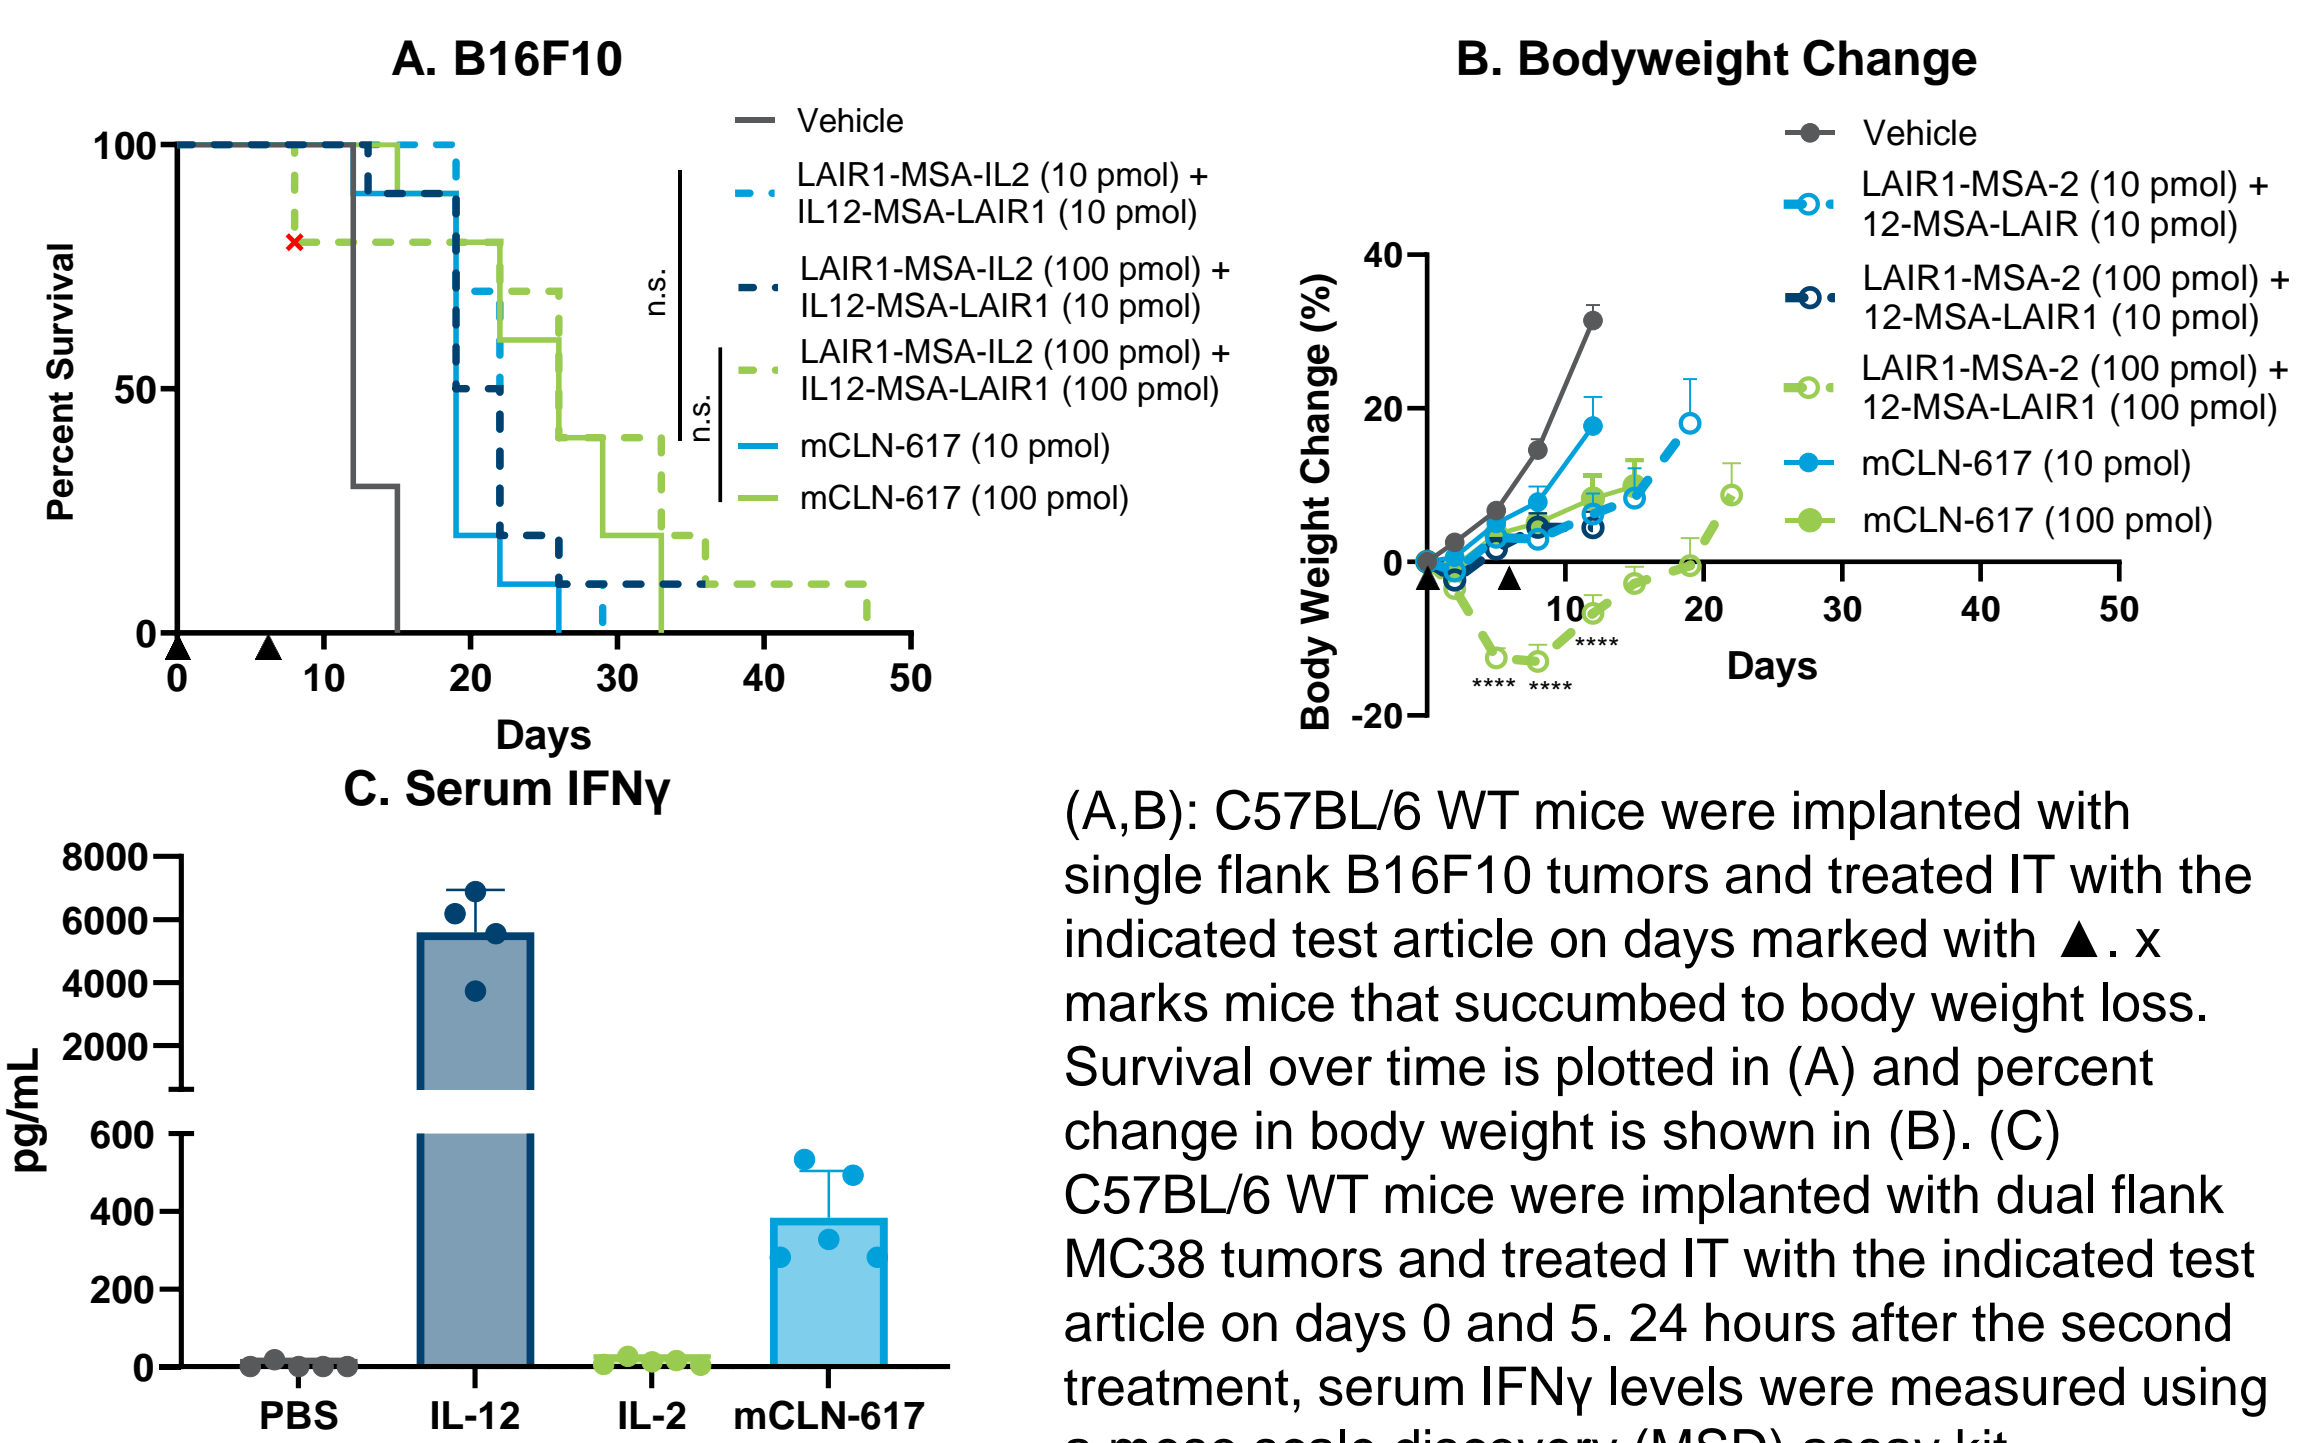 A. B16F10
100
50
0
0 10 20 30 40 50
Percent Survival
Days
Vehicle
LAIR1-MSA-IL2 (10 pmol) +
IL12-MSA-LAIR1 (10 pmol)
LAIR1-MSA-IL2 (100 pmol) +
IL12-MSA-LAIR1 (10 pmol)
LAIR1-MSA-IL2 (100 pmol) +
IL12-MSA-LAIR1 (100 pmol)
mCLN-617 (10 pmol)
mCLN-617 (100 pmol)
n.s.
n.s.
B. Bodyweight Change
Vehicle
LAIR1-MSA-2 (10 pmol) +
12-MSA-LAIR (10 pmol)
LAIR1-MSA-2 (100 pmol) +
12-MSA-LAIR1 (10 pmol)
LAIR1-MSA-2 (100 pmol) +
12-MSA-LAIR1 (100 pmol)
mCLN-617 (10 pmol)
mCLN-617 (100 pmol)
40
20
0
-20
10 20 30 40 50
Body Weight Change (%)
Days
****
**** ****
C. Serum IFNγ
8000
6000
4000
2000
600
400
200
0
pg/mL
PBS IL-12 IL-2 mCLN-617
(A,B): C57BL/6 WT mice were implanted with
single flank B16F10 tumors and treated IT with the
indicated test article on days marked with ▲. x
marks mice that succumbed to body weight loss.
Survival over time is plotted in (A) and percent
change in body weight is shown in (B). (C)
C57BL/6 WT mice were implanted with dual flank
MC38 tumors and treated IT with the indicated test
article on days 0 and 5. 24 hours after the second
treatment, serum IFNγ levels were measured using
a meso scale discovery (MSD) assay kit